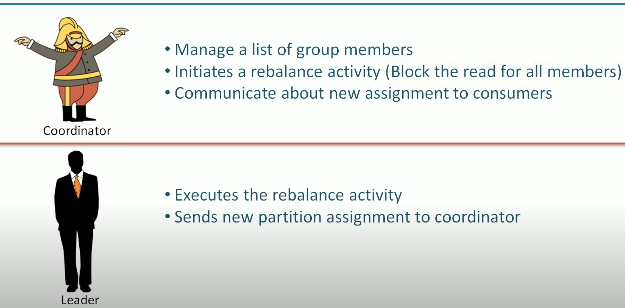 • Manage a list of group members
• Initiates a rebalance activity (Block the read for all members)
• Communicate about new assignment to consumers
Coordinator
• Executes the rebalance activity
• Sends new partition assignment to coordinator
Leader